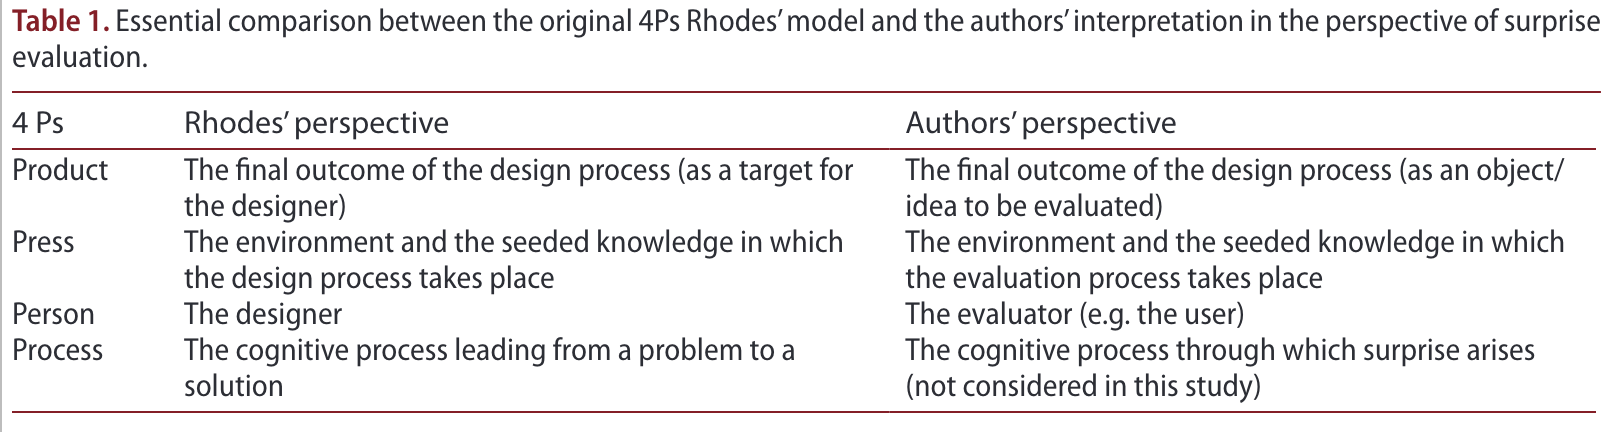 Table 1. Essential comparison between the original 4Ps Rhodes’ model and the authors’ interpretation in the perspective of surprise
evaluation.
4 Ps Rhodes’ perspective Authors’ perspective
Product The final outcome of the design process (as a target for The final outcome of the design process (as an object/
the designer) idea to be evaluated)
Press The environment and the seeded knowledge in which The environment and the seeded knowledge in which
the design process takes place the evaluation process takes place
Person The designer The evaluator (e.g. the user)
Process The cognitive process leading from a problem to a The cognitive process through which surprise arises
solution (not considered in this study)